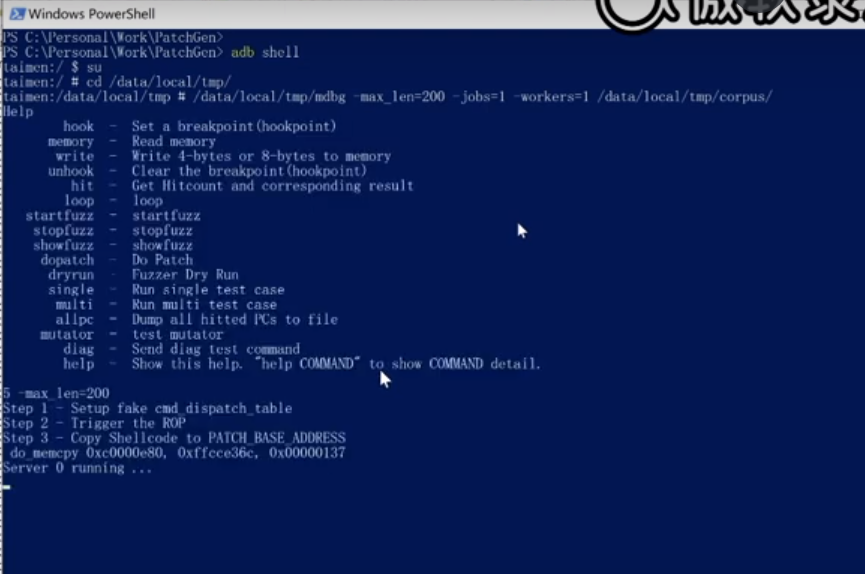 Windows PowerShell
PS C:\Personal\Work\PatchGen>
PS C:\Personal\Work\PatchGen> adb shell
taimen:/ $ su
taimen:/ # cd /data/local/tmp/
taimen:/data/local/tmp # /data/local/tmp/mdbg -max_len=200 -jobs=1 -workers=1 /data/local/tmp/corpus/
Help
hook - Set a breakpoint(hookpoint)
memory - Read memory
write - Write 4-bytes or 8-bytes to memory
unhook - Clear the breakpoint(hookpoint)
hit - Get Hitcount and corresponding result
loop - loop
startfuzz - startfuzz
stopfuzz - stopfuzz
showfuzz - showfuzz
dopatch - Do Patch
dryrun - Fuzzer Dry Run
single - Run single test case
multi - Run multi test case
allpc - Dump all hitted PCs to file
mutator - test mutator
diag - Send diag test command
help - Show this help. "help COMMAND" to show COMMAND detail.
5 -max_len=200
Step 1 - Setup fake cmd_dispatch_table
Step 2 - Trigger the ROP
Step 3 - Copy Shellcode to PATCH_BASE_ADDRESS
do_memcpy 0xc0000e80, 0xffcce36c, 0x00000137
Server 0 running ...